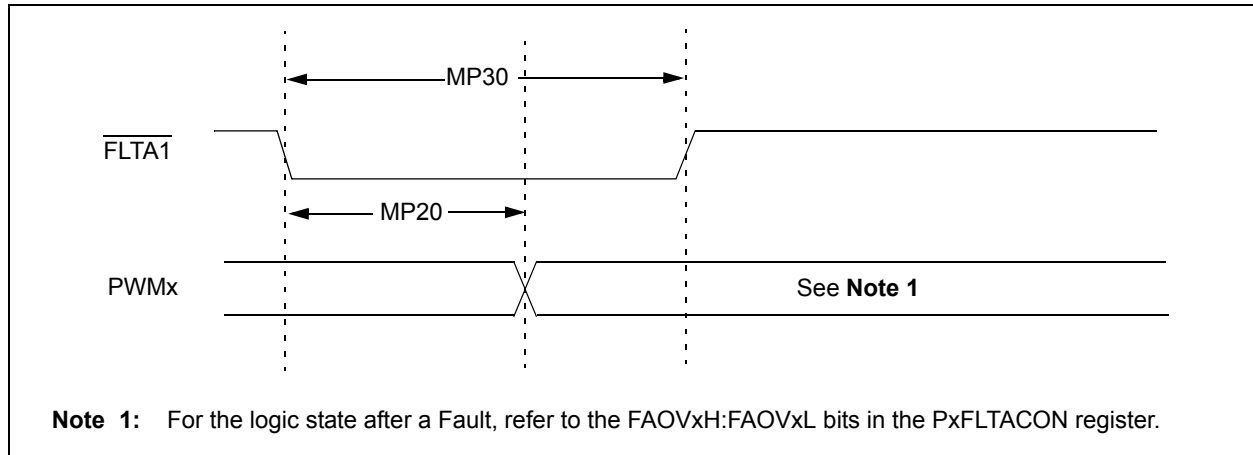 MP30
FLTA1
MP20
PWMx
See Note 1
Note 1: For the logic state after a Fault, refer to the FAOVxH:FAOVxL bits in the PxFLTACON register.